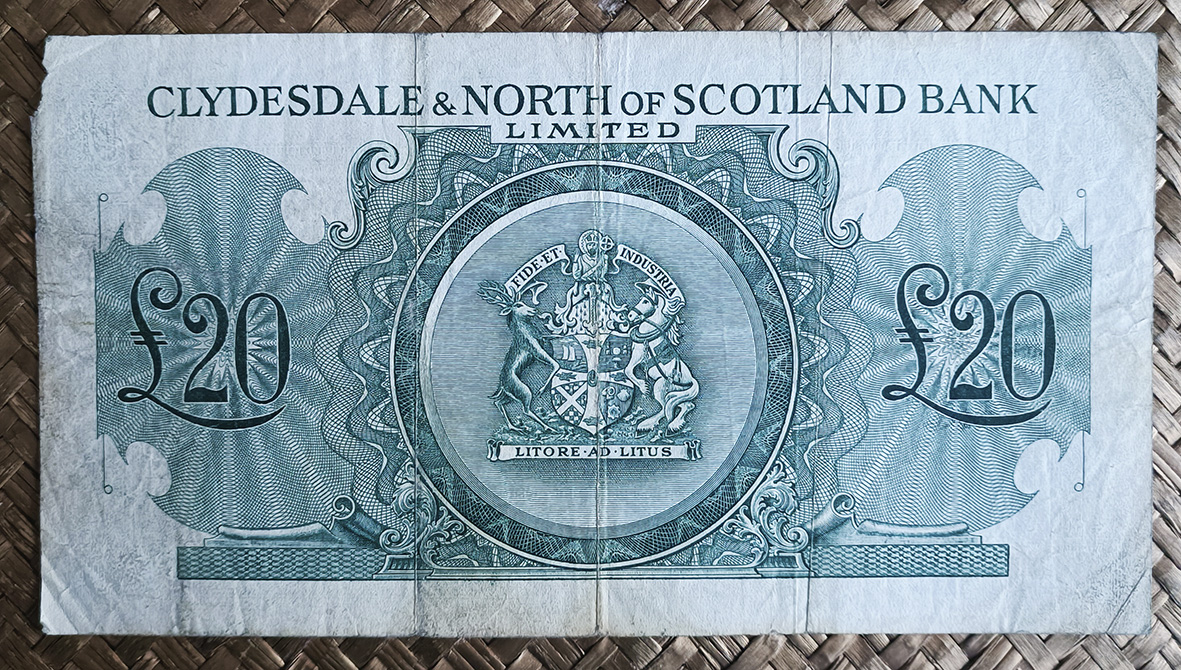 CLYDESDALE & NORTH OF SCOTLAND BANK
LIMITED
FIDE·ET INDUSTRIA
£20 £20
LITORE·AD·LITUS